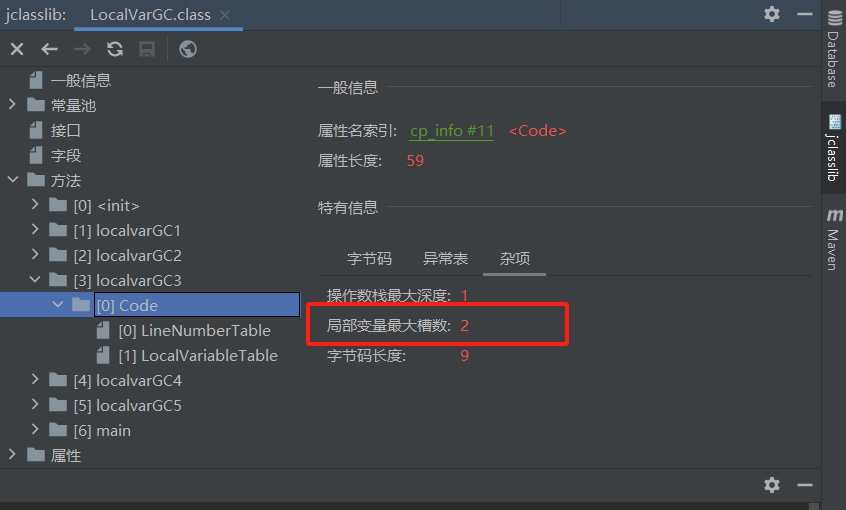 jclasslib: LocalVarGC.class
一般信息
常量池
接口
字段
方法
[0] <init>
[1] localvarGC1
[2] localvarGC2
[3] localvarGC3
[0] Code
[0] LineNumberTable
[1] LocalVariableTable
[4] localvarGC4
[5] localvarGC5
[6] main
属性
一般信息
属性名索引: cp_info #11 <Code>
属性长度: 59
特有信息
字节码 异常表 杂项
操作数栈最大深度: 1
局部变量最大槽数: 2
字节码长度: 9
Database
jclasslib
m Maven